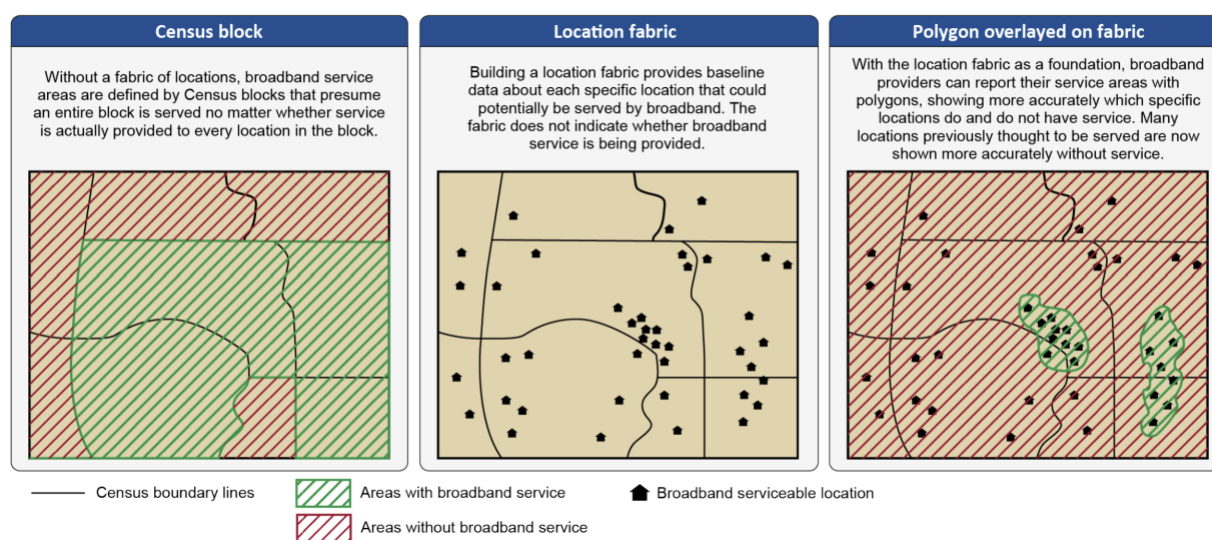 Census block
Without a fabric of locations, broadband service
areas are defined by Census blocks that presume
an entire block is served no matter whether service
is actually provided to every location in the block.
Location fabric
Building a location fabric provides baseline
data about each specific location that could
potentially be served by broadband. The
fabric does not indicate whether broadband
service is being provided.
Polygon overlayed on fabric
With the location fabric as a foundation, broadband
providers can report their service areas with
polygons, showing more accurately which specific
locations do and do not have service. Many
locations previously thought to be served are now
shown more accurately without service.
Census boundary lines
Areas with broadband service
Areas without broadband service
Broadband serviceable location